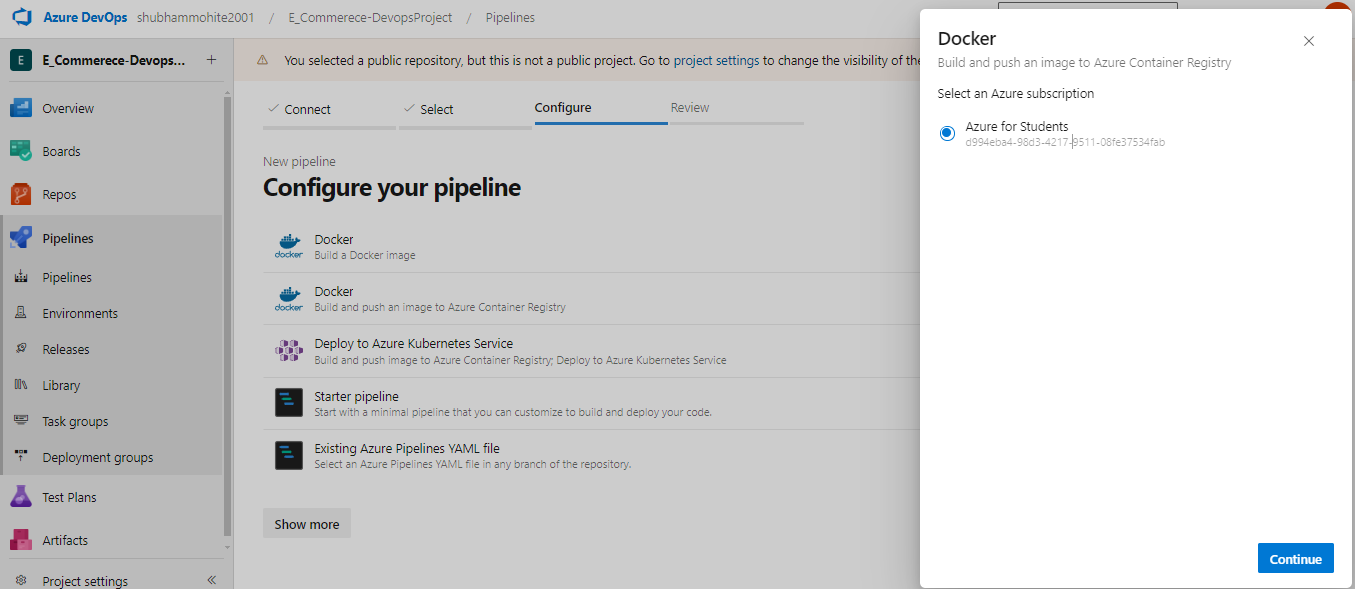 Azure DevOps shubhammohite2001 / E_Commerece-DevopsProject / Pipelines
E E_Commerece-Devops... +
Overview
Boards
Repos
Pipelines
Pipelines
Environments
Releases
Library
Task groups
Deployment groups
Test Plans
Artifacts
Project settings
You selected a public repository, but this is not a public project. Go to project settings to change the visibility of the
Connect
Select
Configure
Review
New pipeline
Configure your pipeline
docker
Docker
Build a Docker image
docker
Docker
Build and push an image to Azure Container Registry
Deploy to Azure Kubernetes Service
Build and push image to Azure Container Registry; Deploy to Azure Kubernetes Service
Starter pipeline
Start with a minimal pipeline that you can customize to build and deploy your code.
Existing Azure Pipelines YAML file
Select an Azure Pipelines YAML file in any branch of the repository.
Show more
Docker
Build and push an image to Azure Container Registry
Select an Azure subscription
Azure for Students
d994eba4-98d3-4217-9511-08fe37534fab
Continue